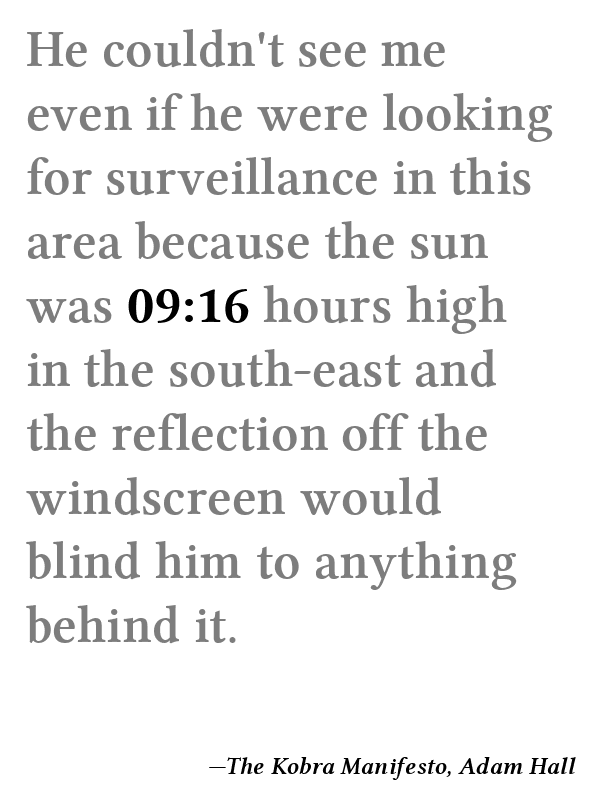 He couldn't see me
even if he were looking
for surveillance in this
area because the sun
was 09:16 hours high
in the south-east and
the reflection off the
windscreen would
blind him to anything
behind it.
—The Kobra Manifesto, Adam Hall